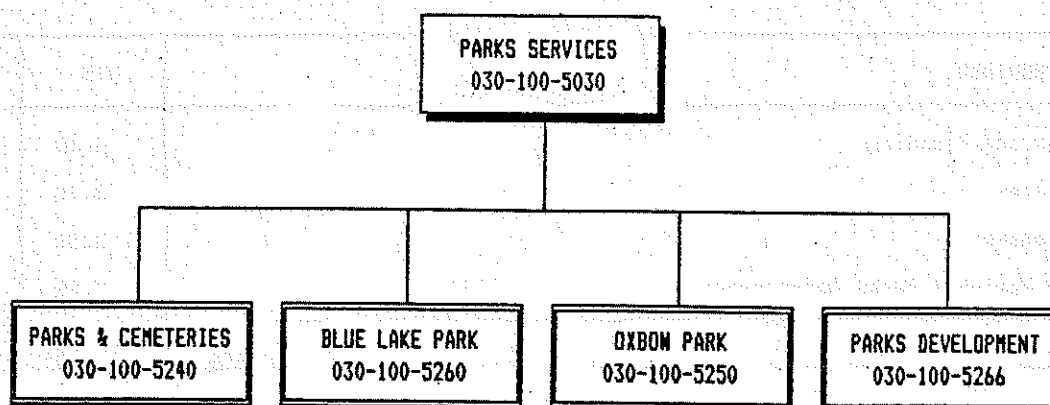 PARKS SERVICES
030-100-5030
PARKS & CEMETERIES
030-100-5240
BLUE LAKE PARK
030-100-5260
OXBOW PARK
030-100-5250
PARKS DEVELOPMENT
030-100-5266